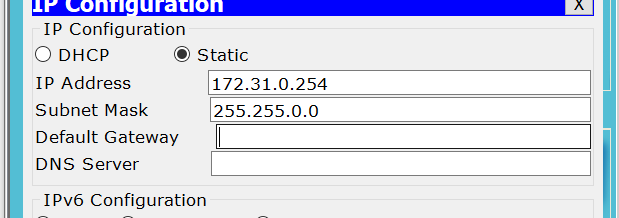 IP Configuration X
IP Configuration
DHCP Static
IP Address 172.31.0.254
Subnet Mask 255.255.0.0
Default Gateway
DNS Server
IPv6 Configuration